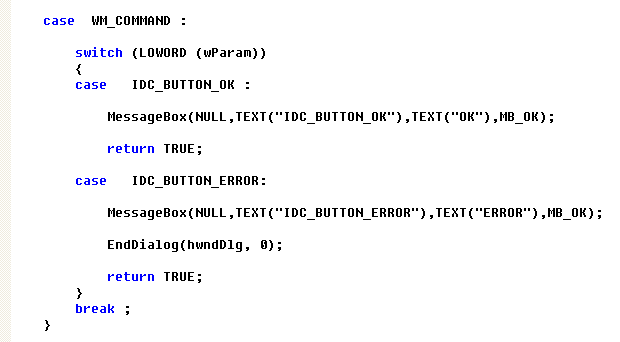 case  WM_COMMAND :
switch (LOWORD (wParam))
{
case   IDC_BUTTON_OK :
MessageBox(NULL,TEXT("IDC_BUTTON_OK"),TEXT("OK"),MB_OK);
return TRUE;
case   IDC_BUTTON_ERROR:
MessageBox(NULL,TEXT("IDC_BUTTON_ERROR"),TEXT("ERROR"),MB_OK);
EndDialog(hwndDlg, 0);
return TRUE;
}
break ;
}